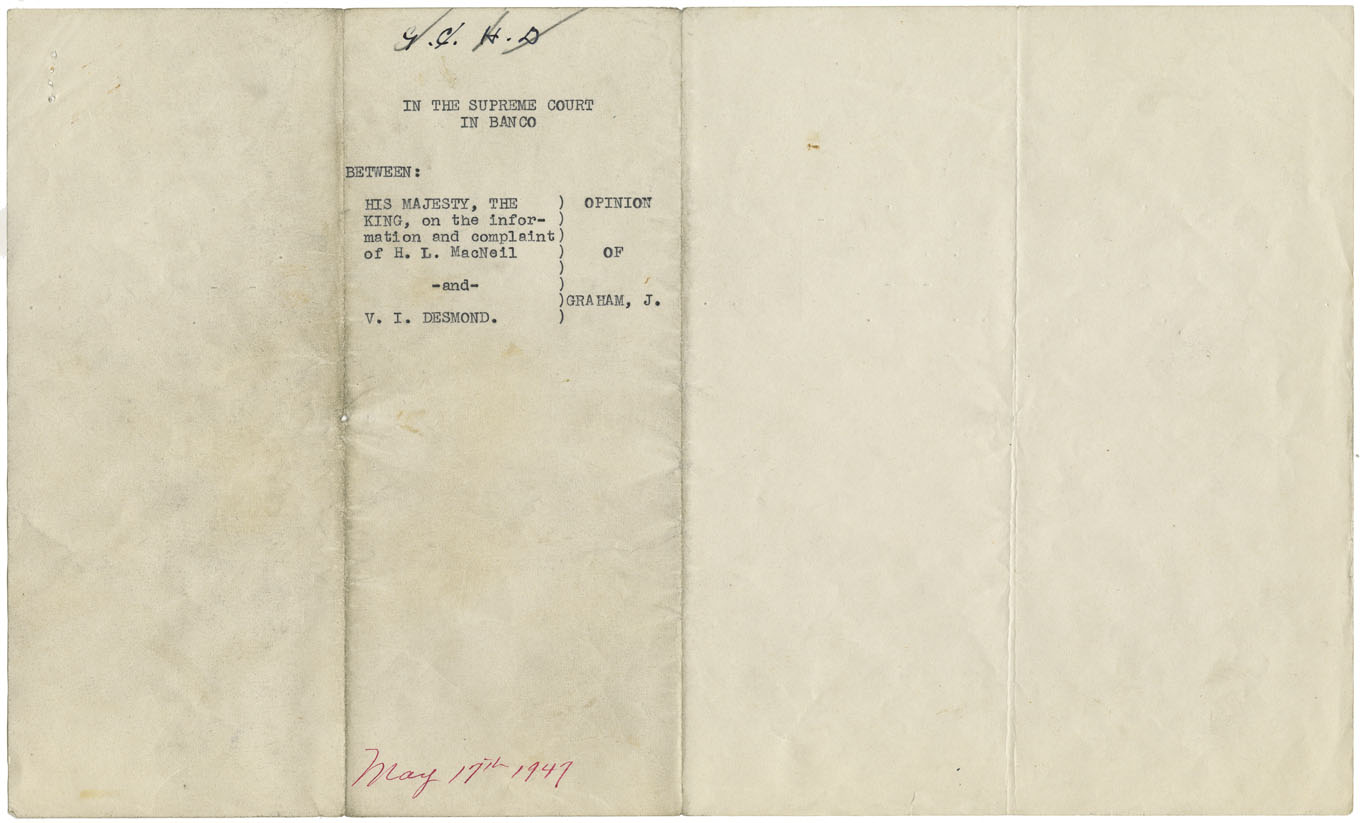 G. C. H. D
IN THE SUPREME COURT
IN BANCO
BETWEEN:
HIS MAJESTY, THE ) OPINION
KING, on the infor- )
mation and complaint)
of H. L. MacNeil ) OF
)
-and- )
)GRAHAM, J.
V. I. DESMOND. )
May 17th 1947